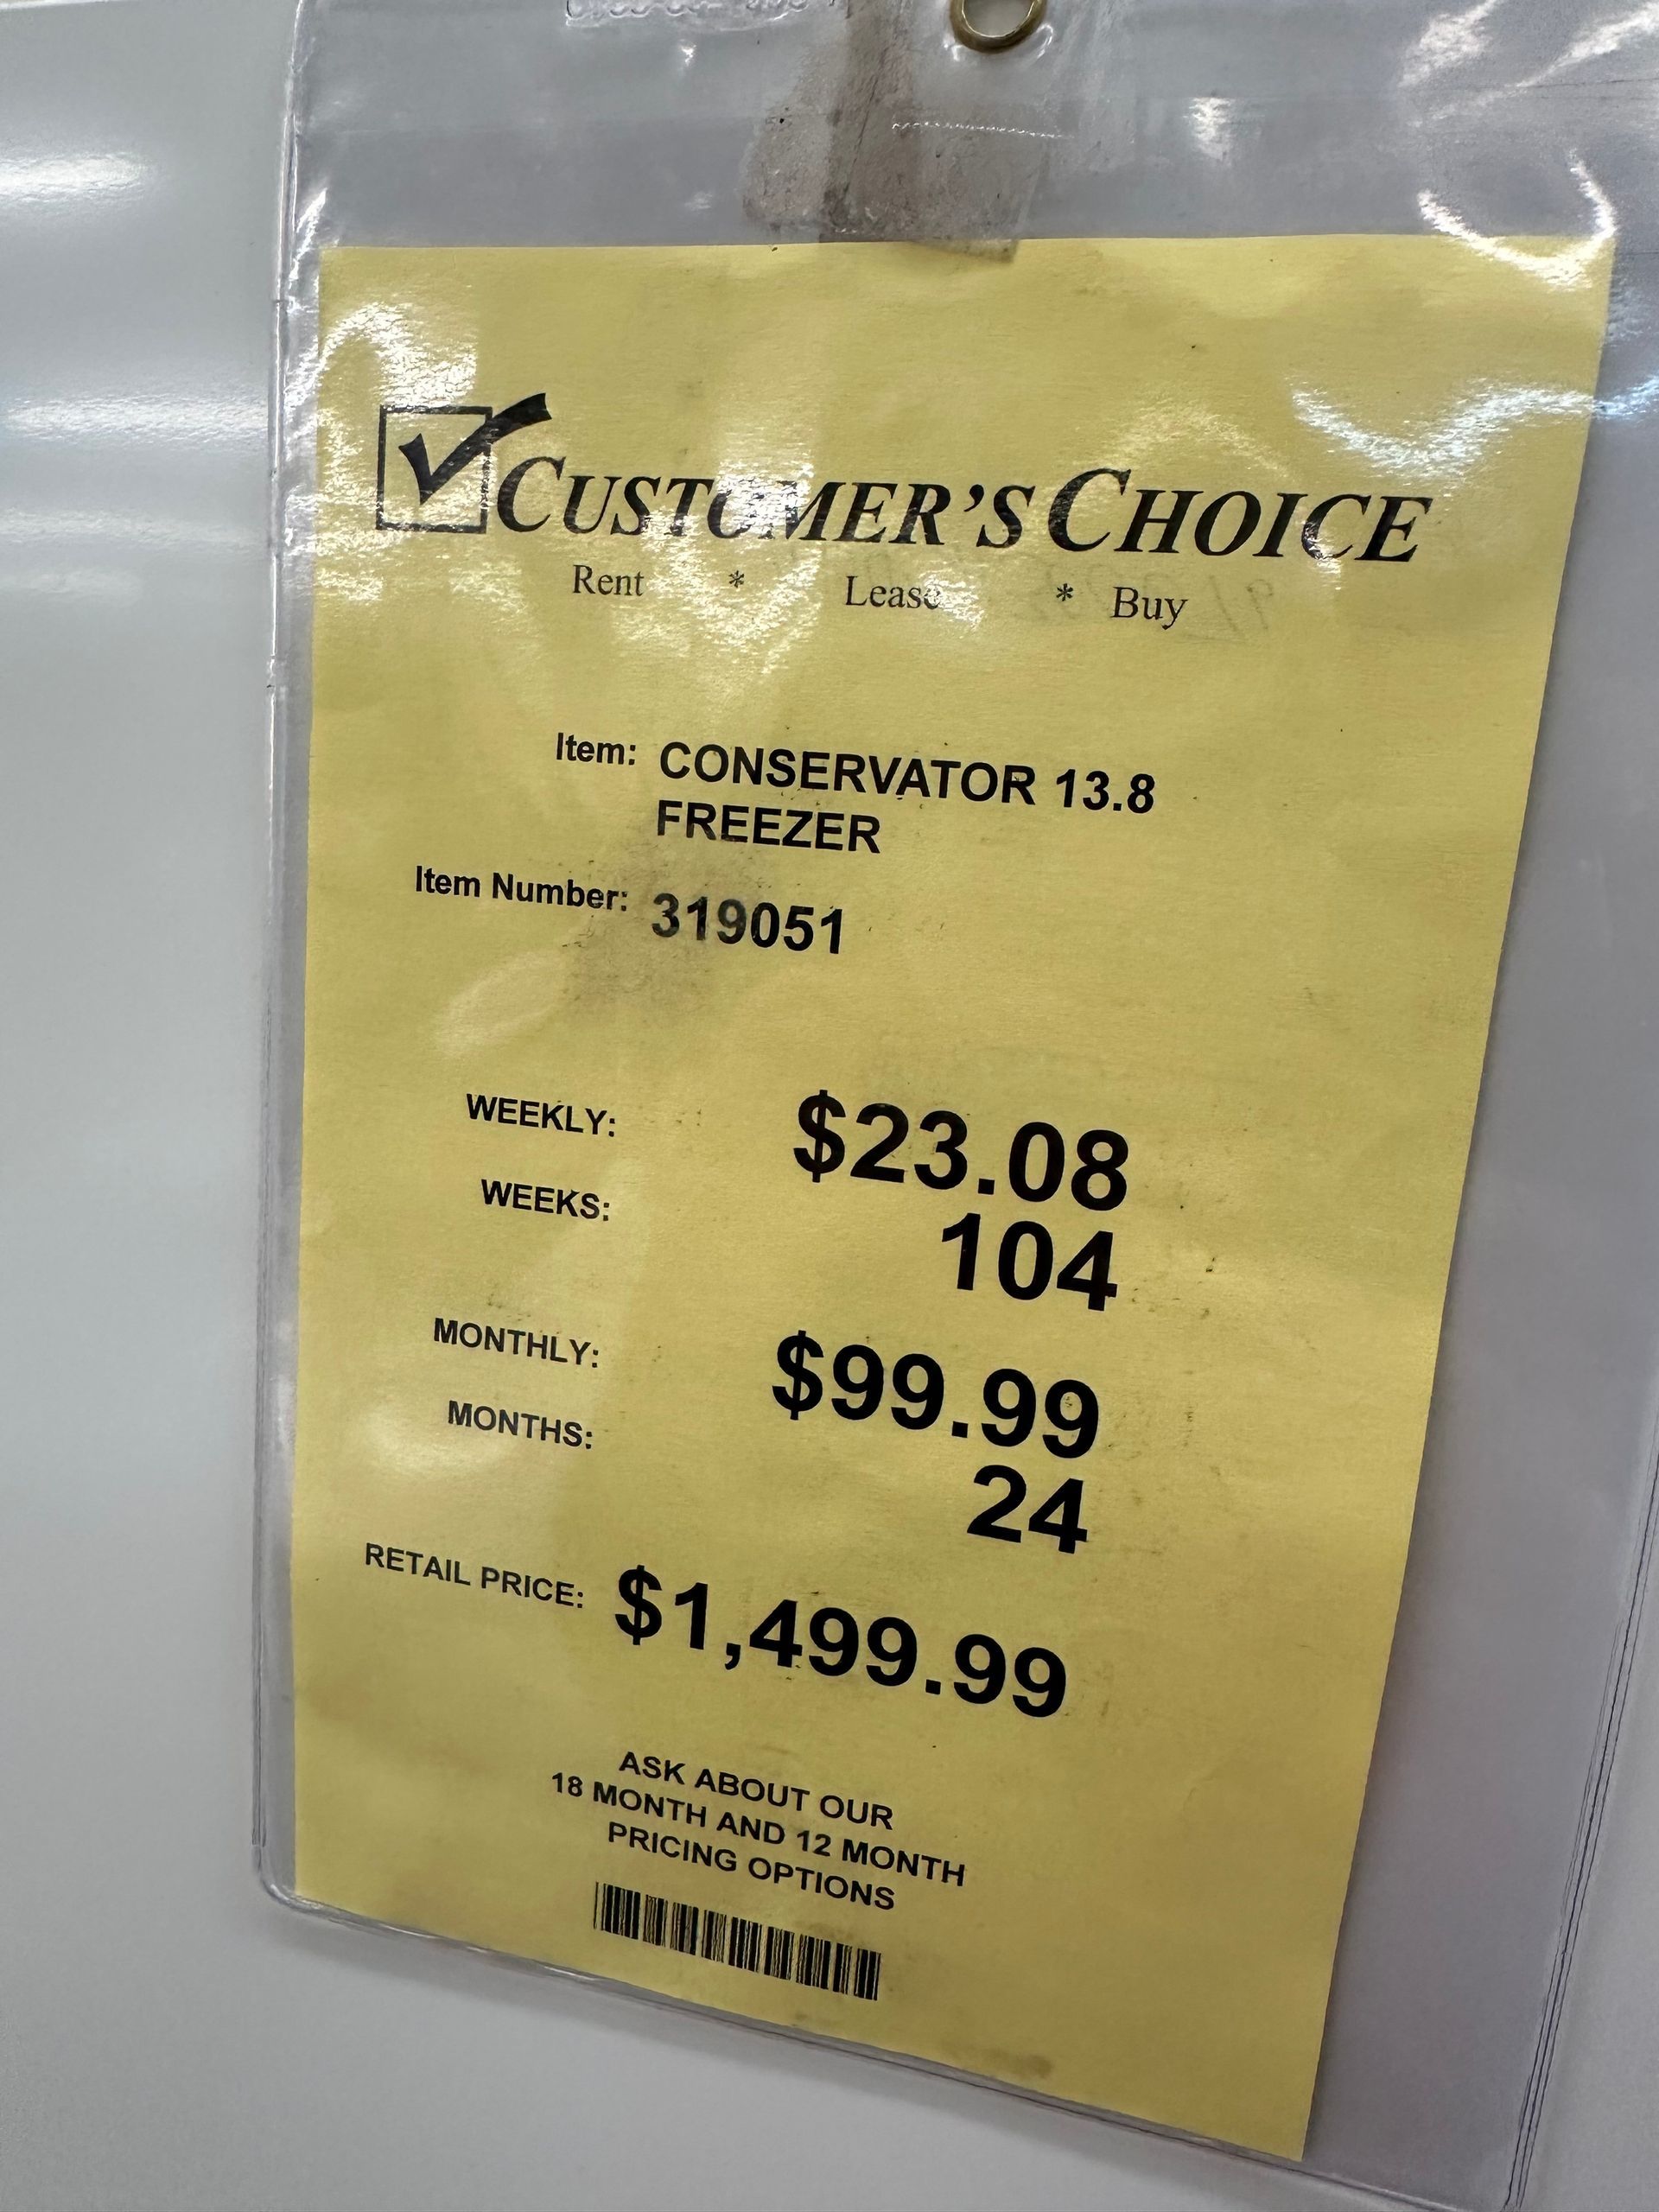 CUSTOMER'S CHOICE
Rent * Lease * Buy
Item: CONSERVATOR 13.8
FREEZER
Item Number: 319051
WEEKLY: $23.08
WEEKS: 104
MONTHLY: $99.99
MONTHS: 24
RETAIL PRICE: $1,499.99
ASK ABOUT OUR
18 MONTH AND 12 MONTH
PRICING OPTIONS